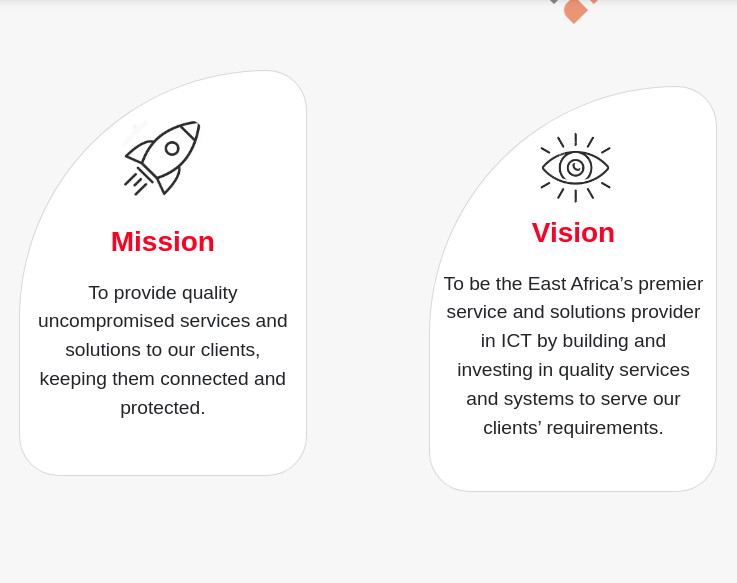 Mission
To provide quality
uncompromised services and
solutions to our clients,
keeping them connected and
protected.
Vision
To be the East Africa’s premier
service and solutions provider
in ICT by building and
investing in quality services
and systems to serve our
clients’ requirements.